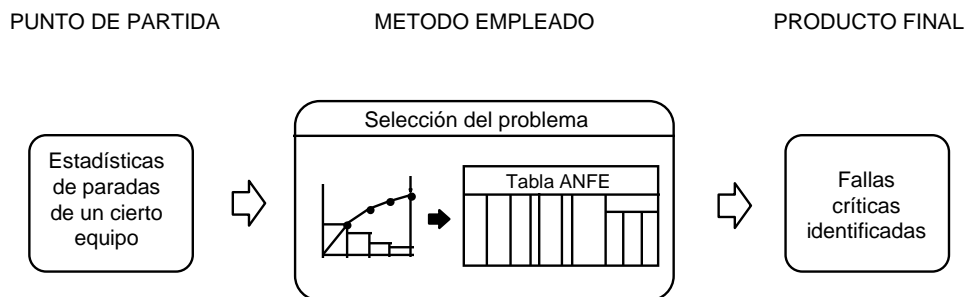 PUNTO DE PARTIDA
METODO EMPLEADO
PRODUCTO FINAL
Selección del problema
Estadísticas
de paradas
de un cierto
equipo
Tabla ANFE
Fallas
críticas
identificadas